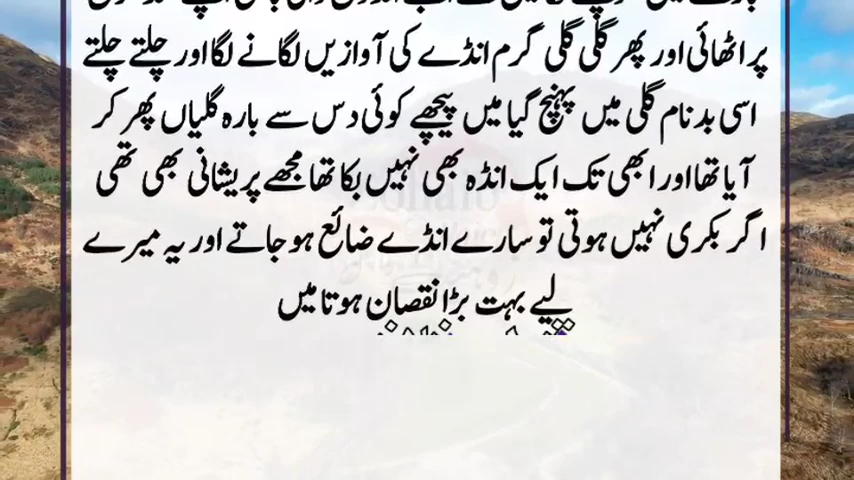 پر اٹھائی اور پھر گلی گلی گرم انڈے کی آوازیں لگانے لگا اور چلتے چلتے
اسی بدنام گلی میں پہنچ گیا میں پیچھے کوئی دس سے بارہ گلیاں پھر کر
آیا تھا اور ابھی تک ایک انڈہ بھی نہیں بکا تھا مجھے پریشانی بھی تھی
اگر بکری نہیں ہوتی تو سارے انڈے ضائع ہو جاتے اور یہ میرے
لیے بہت بڑا نقصان ہوتا میں